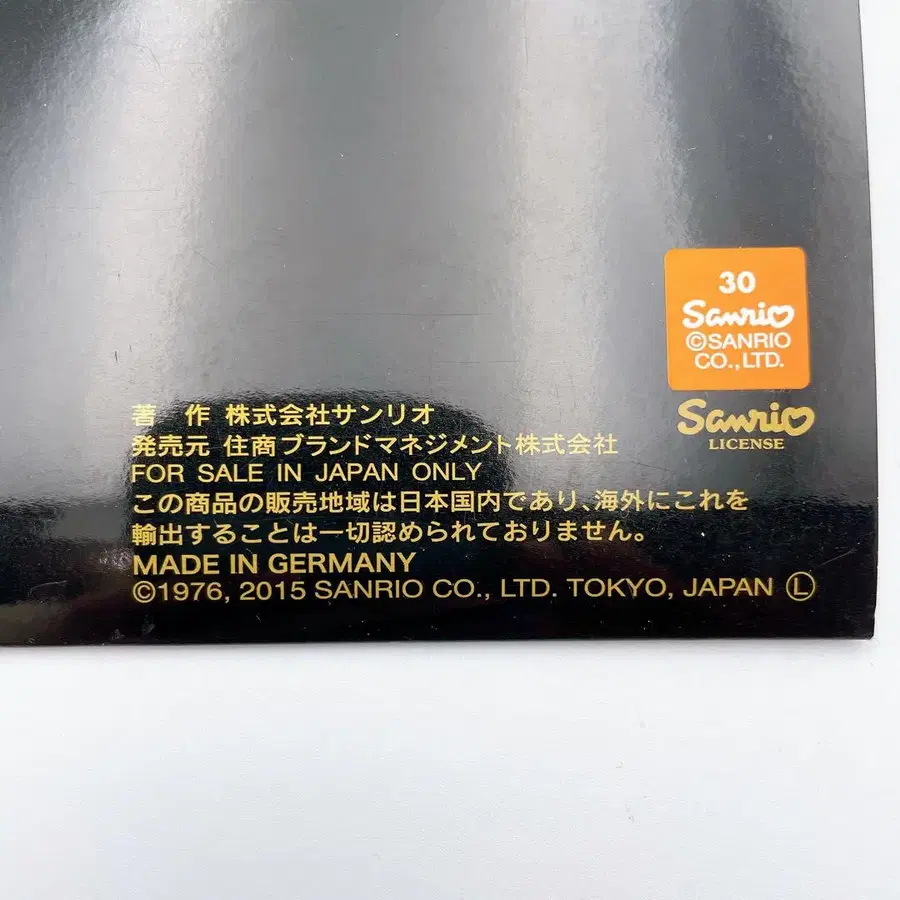 30
Sanrio
©SANRIO
CO.,LTD.
Sanrio
LICENSE
著 作 株式会社サンリオ
発売元 住商ブランドマネジメント株式会社
FOR SALE IN JAPAN ONLY
この商品の販売地域は日本国内であり、海外にこれを
輸出することは一切認められておりません。
MADE IN GERMANY
©1976, 2015 SANRIO CO., LTD. TOKYO, JAPAN Ⓛ